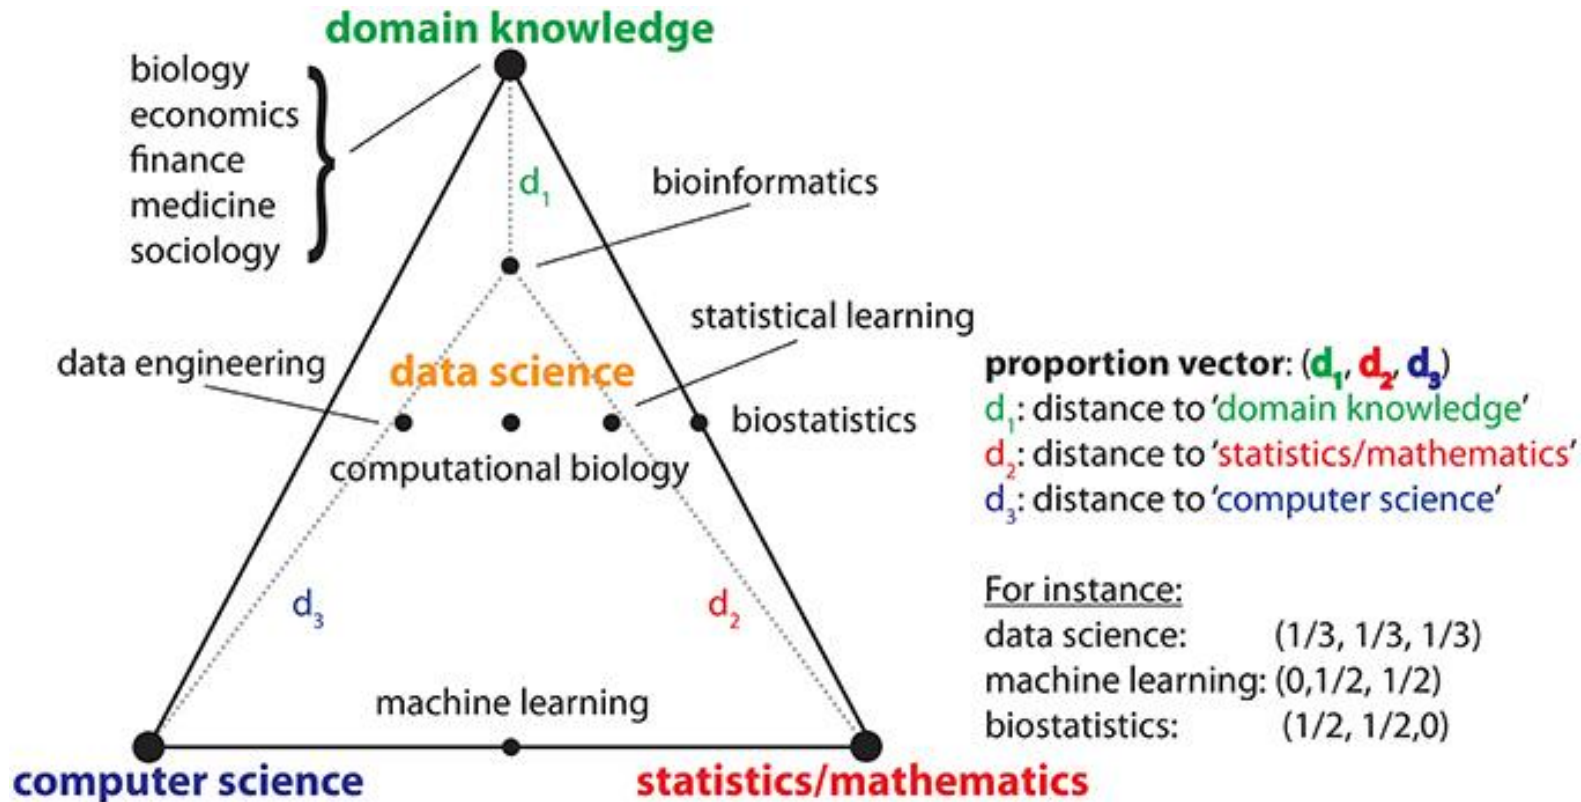 domain knowledge
biology
economics
finance
medicine
sociology
d1
bioinformatics
statistical learning
data engineering
data science
biostatistics
computational biology
d3
d2
machine learning
computer science
statistics/mathematics
proportion vector: (d1, d2, d3)
d1: distance to 'domain knowledge'
d2: distance to 'statistics/mathematics'
d3: distance to 'computer science'
For instance:
data science: (1/3, 1/3, 1/3)
machine learning: (0,1/2, 1/2)
biostatistics: (1/2, 1/2,0)